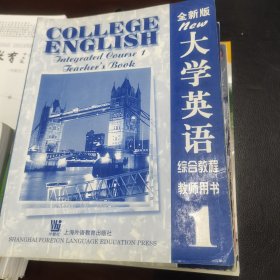 COLLEGE
ENGLISH
Integrated Course 1
Teacher's Book
全新版
New
大学英语
综合教程
教师用书
1
上海外语教育出版社
SHANGHAI FOREIGN LANGUAGE EDUCATION PRESS